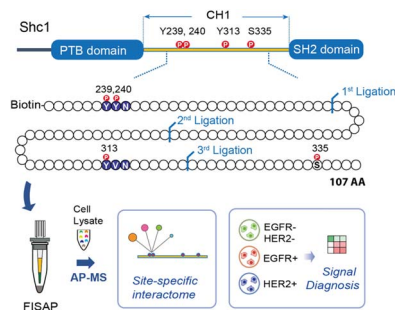 Shc1
CH1
Y239, 240
Y313
S335
PTB domain
SH2 domain
239,240
P P
Biotin-
Y Y N
1st Ligation
2nd Ligation
313
3rd Ligation
335
P
P
Y V N
S
107 AA
Cell
Lysate
AP-MS
FISAP
Site-specific
interactome
EGFR-
HER2-
EGFR+
HER2+
Signal
Diagnosis